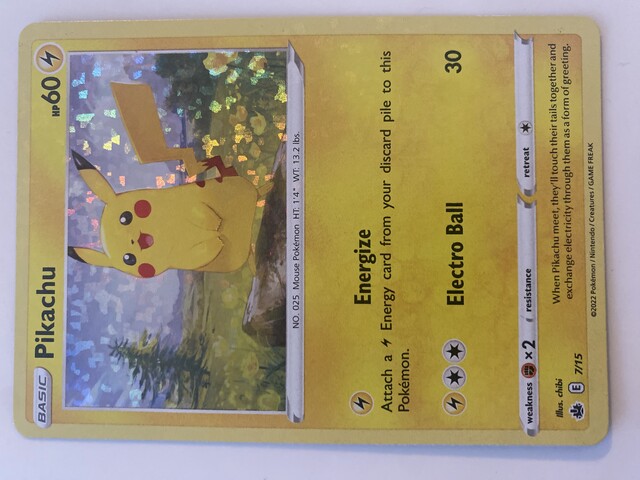 BASIC
Pikachu
HP60
NO. 025 Mouse Pokémon HT: 1'4" WT: 13.2 lbs.
Energize
Attach a Energy card from your discard pile to this
Pokémon.
Electro Ball 30
weakness ×2 resistance retreat
Illus. chibi
E 7/15
When Pikachu meet, they'll touch their tails together and
exchange electricity through them as a form of greeting.
©2022 Pokémon / Nintendo / Creatures / GAME FREAK